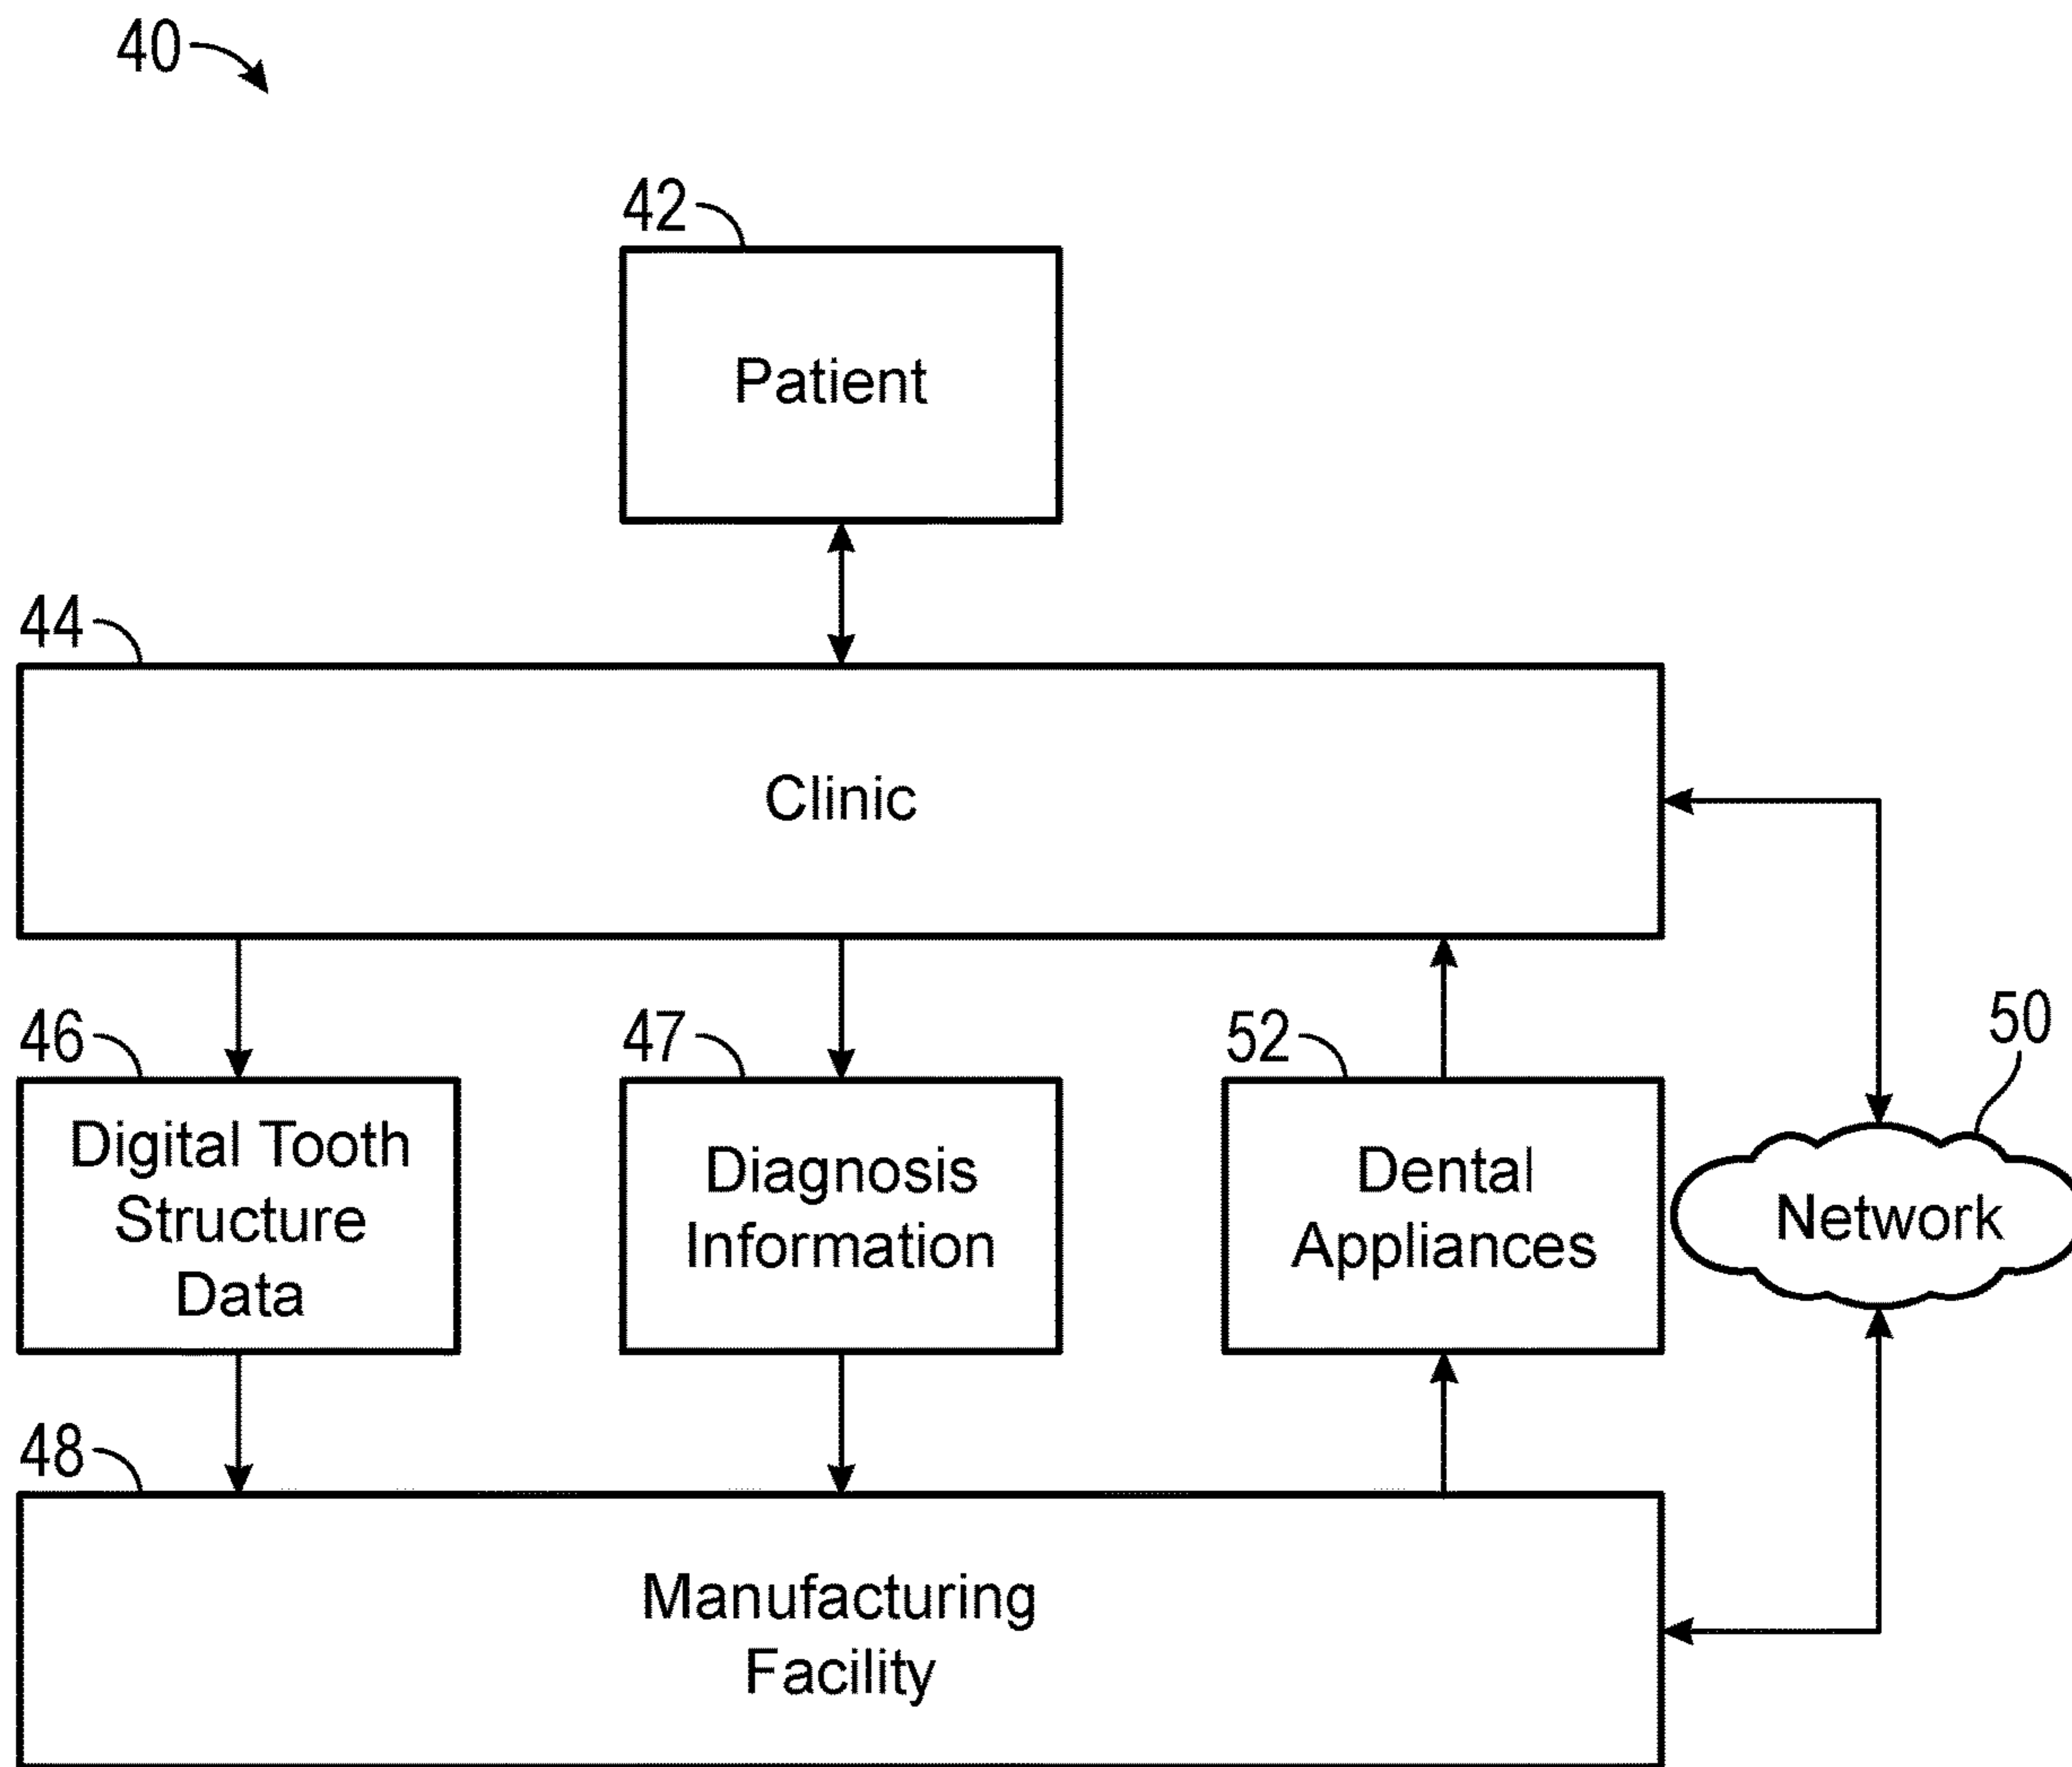 40
42
Patient
44
Clinic
46
47
52
50
Digital Tooth
Structure
Data
Diagnosis
Information
Dental
Appliances
Network
48
Manufacturing
Facility